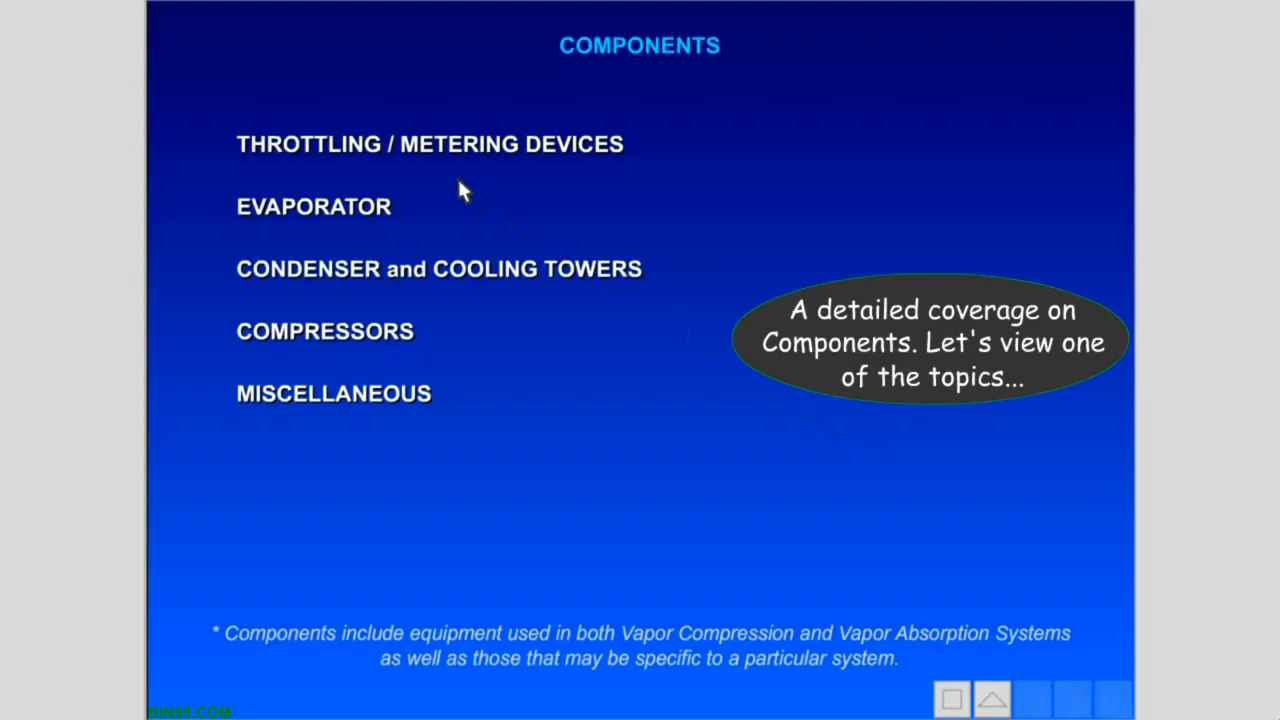 COMPONENTS
THROTTLING / METERING DEVICES
EVAPORATOR
CONDENSER and COOLING TOWERS
COMPRESSORS
MISCELLANEOUS
A detailed coverage on
Components. Let's view one
of the topics...
* Components include equipment used in both Vapor Compression and Vapor Absorption Systems
as well as those that may be specific to a particular system.
BIN95.COM